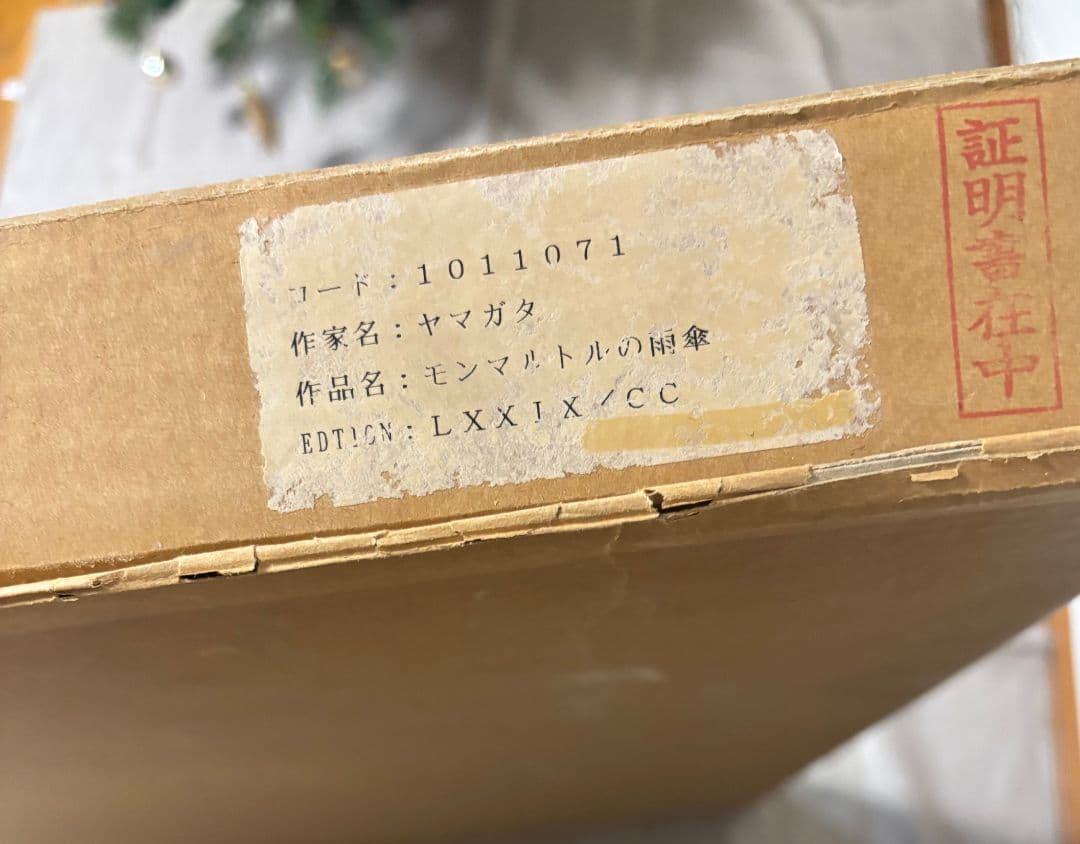 コード：1011071
作家名：ヤマガタ
作品名：モンマルトルの雨傘
EDTION：LXXIX／CC
証明書在中